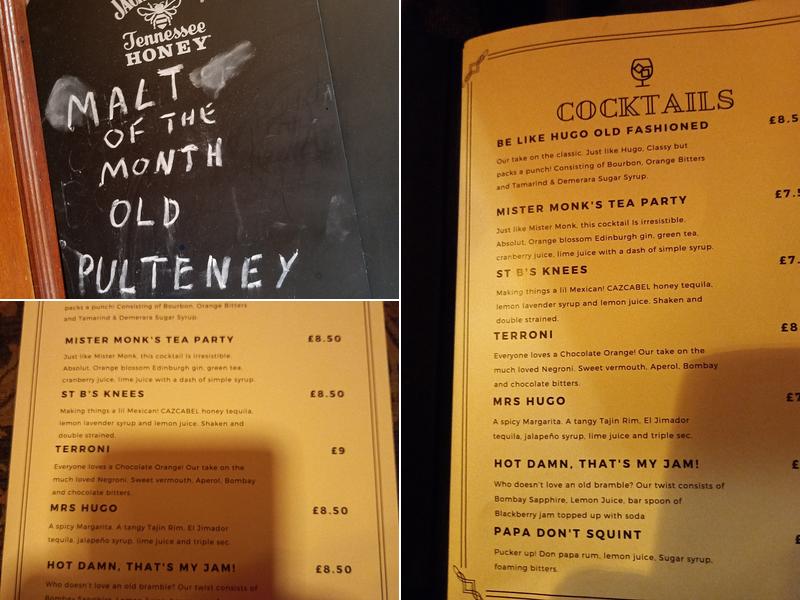 Tennessee
HONEY
MALT
OF THE
MONTH
OLD
PULTENEY
packs a punch! Consisting of Bourbon, Orange Bitters
and Tamarind & Demerara Sugar Syrup.
MISTER MONK'S TEA PARTY £8.50
Just like Mister Monk, this cocktail is irresistible.
Absolut, Orange blossom Edinburgh gin, green tea,
cranberry juice, lime juice with a dash of simple syrup.
ST B'S KNEES £8.50
Making things a lil Mexican! CAZCABEL honey tequila,
lemon lavender syrup and lemon juice. Shaken and
double strained.
TERRONI £9
Everyone loves a Chocolate Orange! Our take on the
much loved Negroni. Sweet vermouth, Aperol, Bombay
and chocolate bitters.
MRS HUGO £8.50
A spicy Margarita. A tangy Tajin Rim, El Jimador
tequila, jalapeño syrup, lime juice and triple sec.
HOT DAMN, THAT'S MY JAM! £8.50
Who doesn't love an old bramble? Our twist consists of
Bombay Sapphire, Lemon Juice, bar spoon of
COCKTAILS
BE LIKE HUGO OLD FASHIONED £8.5
Our take on the classic. Just like Hugo, Classy but
packs a punch! Consisting of Bourbon, Orange Bitters
and Tamarind & Demerara Sugar Syrup.
MISTER MONK'S TEA PARTY £7.5
Just like Mister Monk, this cocktail is irresistible.
Absolut, Orange blossom Edinburgh gin, green tea,
cranberry juice, lime juice with a dash of simple syrup.
ST B'S KNEES £7.
Making things a lil Mexican! CAZCABEL honey tequila,
lemon lavender syrup and lemon juice. Shaken and
double strained.
TERRONI £8
Everyone loves a Chocolate Orange! Our take on the
much loved Negroni. Sweet vermouth, Aperol, Bombay
and chocolate bitters.
MRS HUGO £7
A spicy Margarita. A tangy Tajin Rim, El Jimador
tequila, jalapeño syrup, lime juice and triple sec.
HOT DAMN, THAT'S MY JAM! £
Who doesn't love an old bramble? Our twist consists of
Bombay Sapphire, Lemon Juice, bar spoon of
Blackberry jam topped up with soda
PAPA DON'T SQUINT £
Pucker up! Don papa rum, lemon juice, Sugar syrup,
foaming bitters.